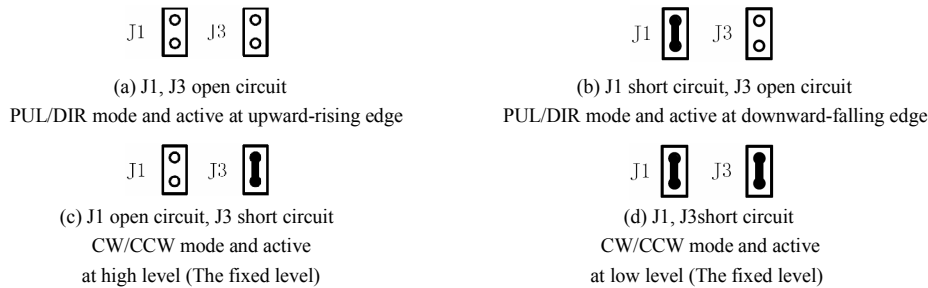 J1 J3
(a) J1, J3 open circuit
PUL/DIR mode and active at upward-rising edge
J1 J3
(b) J1 short circuit, J3 open circuit
PUL/DIR mode and active at downward-falling edge
J1 J3
(c) J1 open circuit, J3 short circuit
CW/CCW mode and active
at high level (The fixed level)
J1 J3
(d) J1, J3short circuit
CW/CCW mode and active
at low level (The fixed level)